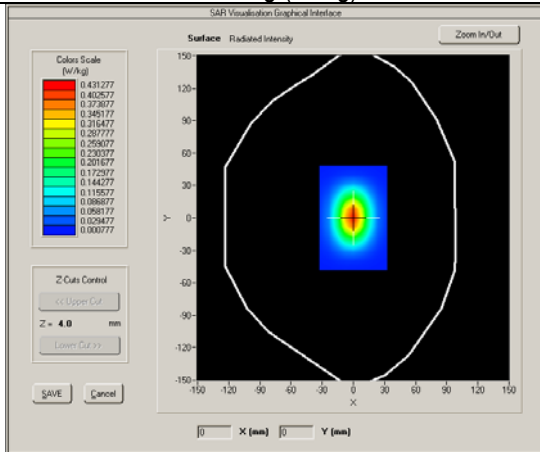 SAR Visualisation Graphical Interface
Surface Radiated Intensity
Zoom In/Out
Colors Scale
(W/kg)
0.431277
0.402577
0.373877
0.345177
0.316477
0.287777
0.259077
0.230377
0.201677
0.172977
0.144277
0.115577
0.086877
0.058177
0.029477
0.000777
150
120
90
60
30
0
-30
-60
-90
-120
-150
Y
-150 -120 -90 -60 -30 0 30 60 90 120 150
X
Z Cuts Control
<< Upper Cut
Z = 4.0 mm
Lower Cut >>
SAVE Cancel
0 X (mm) 0 Y (mm)